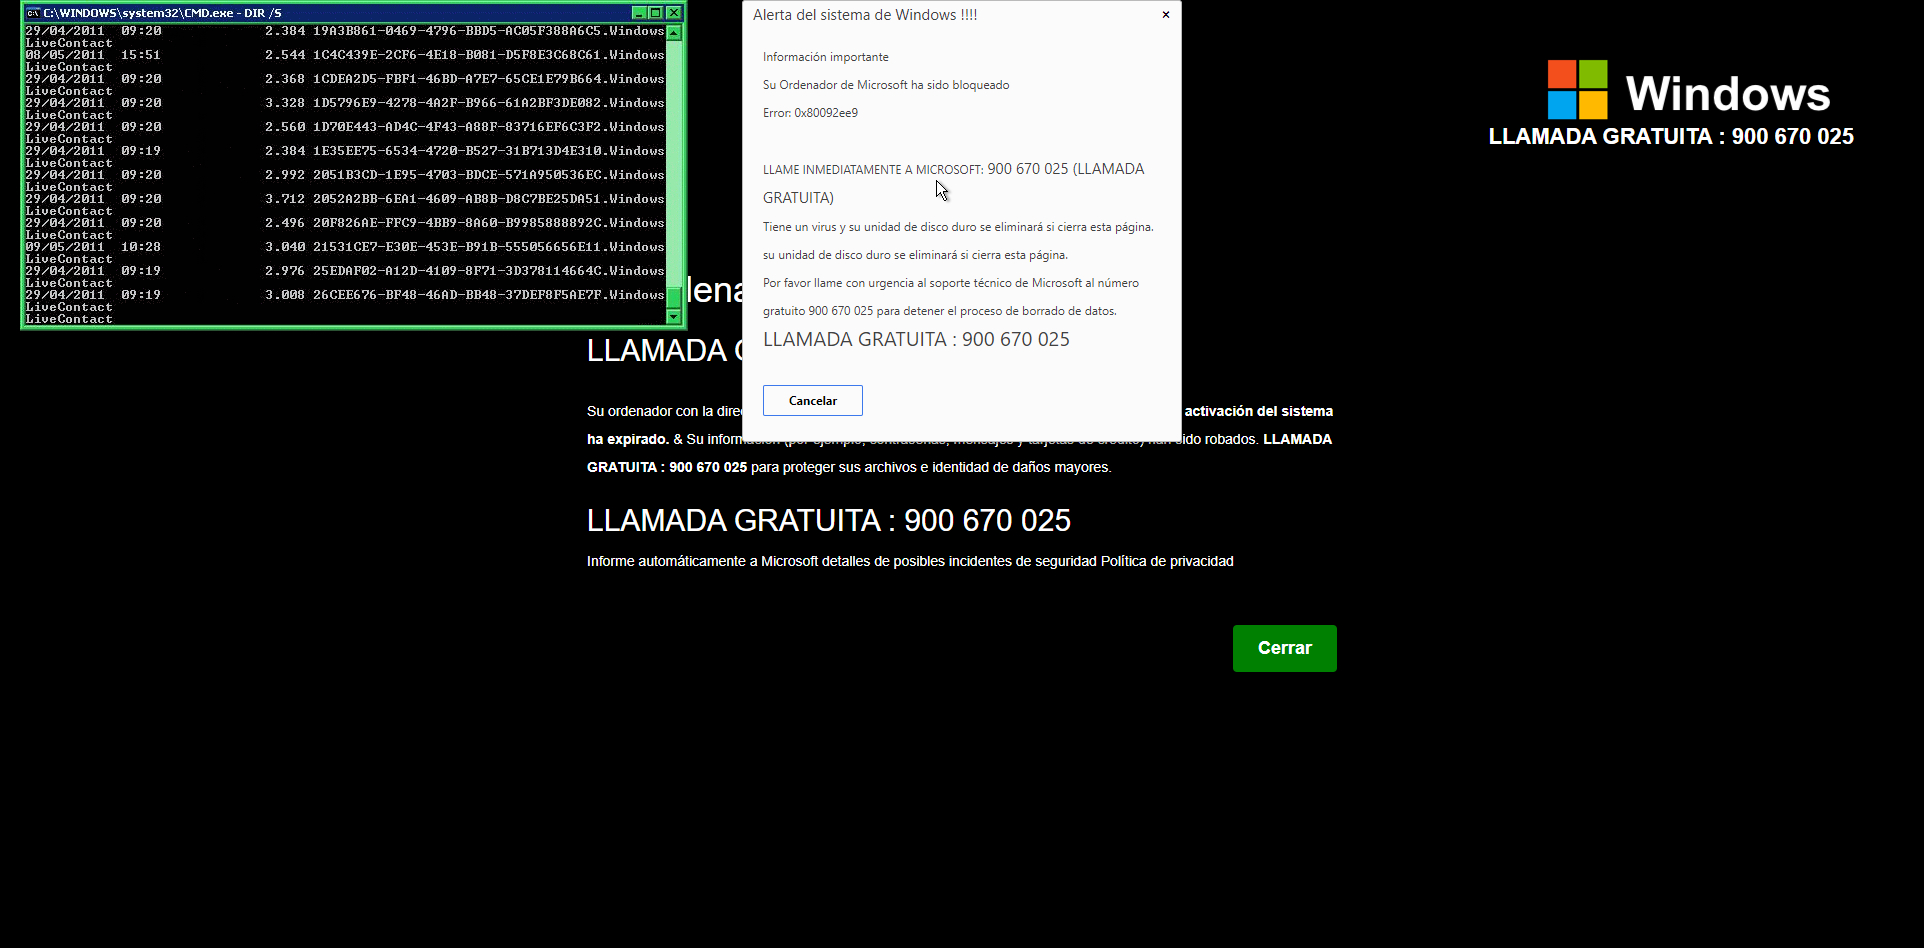 C:\WINDOWS\system32\CMD.exe - DIR /S
29/04/2011 09:20 2.384 19A3B861-0469-4796-BBD5-AC05F388A6C5.Windows
LiveContact
08/05/2011 15:51 2.544 1C4C439E-2CF6-4E18-B081-D5F8E3C68C61.Windows
LiveContact
29/04/2011 09:20 2.368 1CDEA2D5-FBF1-46BD-A7E7-65CE1E79B664.Windows
LiveContact
29/04/2011 09:20 3.328 1D5796E9-4278-4A2F-B966-61A2BF3DE082.Windows
LiveContact
29/04/2011 09:20 2.560 1D70E443-AD4C-4F43-A88F-83716EF6C3F2.Windows
LiveContact
29/04/2011 09:19 2.384 1E35EE75-6534-4720-B527-31B713D4E310.Windows
LiveContact
29/04/2011 09:20 2.992 2051B3CD-1E95-4703-BDCE-571A950536EC.Windows
LiveContact
29/04/2011 09:20 3.712 2052A2BB-6EA1-4609-AB8B-D8C7BE25DA51.Windows
LiveContact
29/04/2011 09:20 2.496 20F826AE-FFC9-4BB9-8A60-B9985888892C.Windows
LiveContact
09/05/2011 10:28 3.040 21531CE7-E30E-453E-B91B-555056656E11.Windows
LiveContact
29/04/2011 09:19 2.976 25EDAF02-A12D-4109-8F71-3D378114664C.Windows
LiveContact
29/04/2011 09:19 3.008 26CEE676-BF48-46AD-BB48-37DEF8F5AE7F.Windows
LiveContact
LiveContact
Alerta del sistema de Windows !!!!
Información importante
Su Ordenador de Microsoft ha sido bloqueado
Error: 0x80092ee9
LLAME INMEDIATAMENTE A MICROSOFT: 900 670 025 (LLAMADA
GRATUITA)
Tiene un virus y su unidad de disco duro se eliminará si cierra esta página.
su unidad de disco duro se eliminará si cierra esta página.
Por favor llame con urgencia al soporte técnico de Microsoft al número
gratuito 900 670 025 para detener el proceso de borrado de datos.
LLAMADA GRATUITA : 900 670 025
Cancelar
Windows
LLAMADA GRATUITA : 900 670 025
LLAMADA
Su ordenador con la activación del sistema
ha expirado. & Su sido robados. LLAMADA
GRATUITA : 900 670 025 para proteger sus archivos e identidad de daños mayores.
LLAMADA GRATUITA : 900 670 025
Informe automáticamente a Microsoft detalles de posibles incidentes de seguridad Política de privacidad
Cerrar